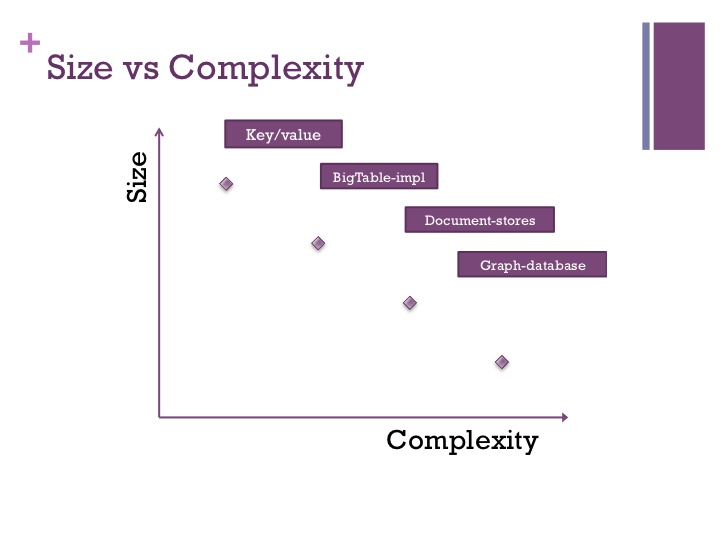 +
Size vs Complexity
Key/value
BigTable-impl
Document-stores
Graph-database
Size
Complexity